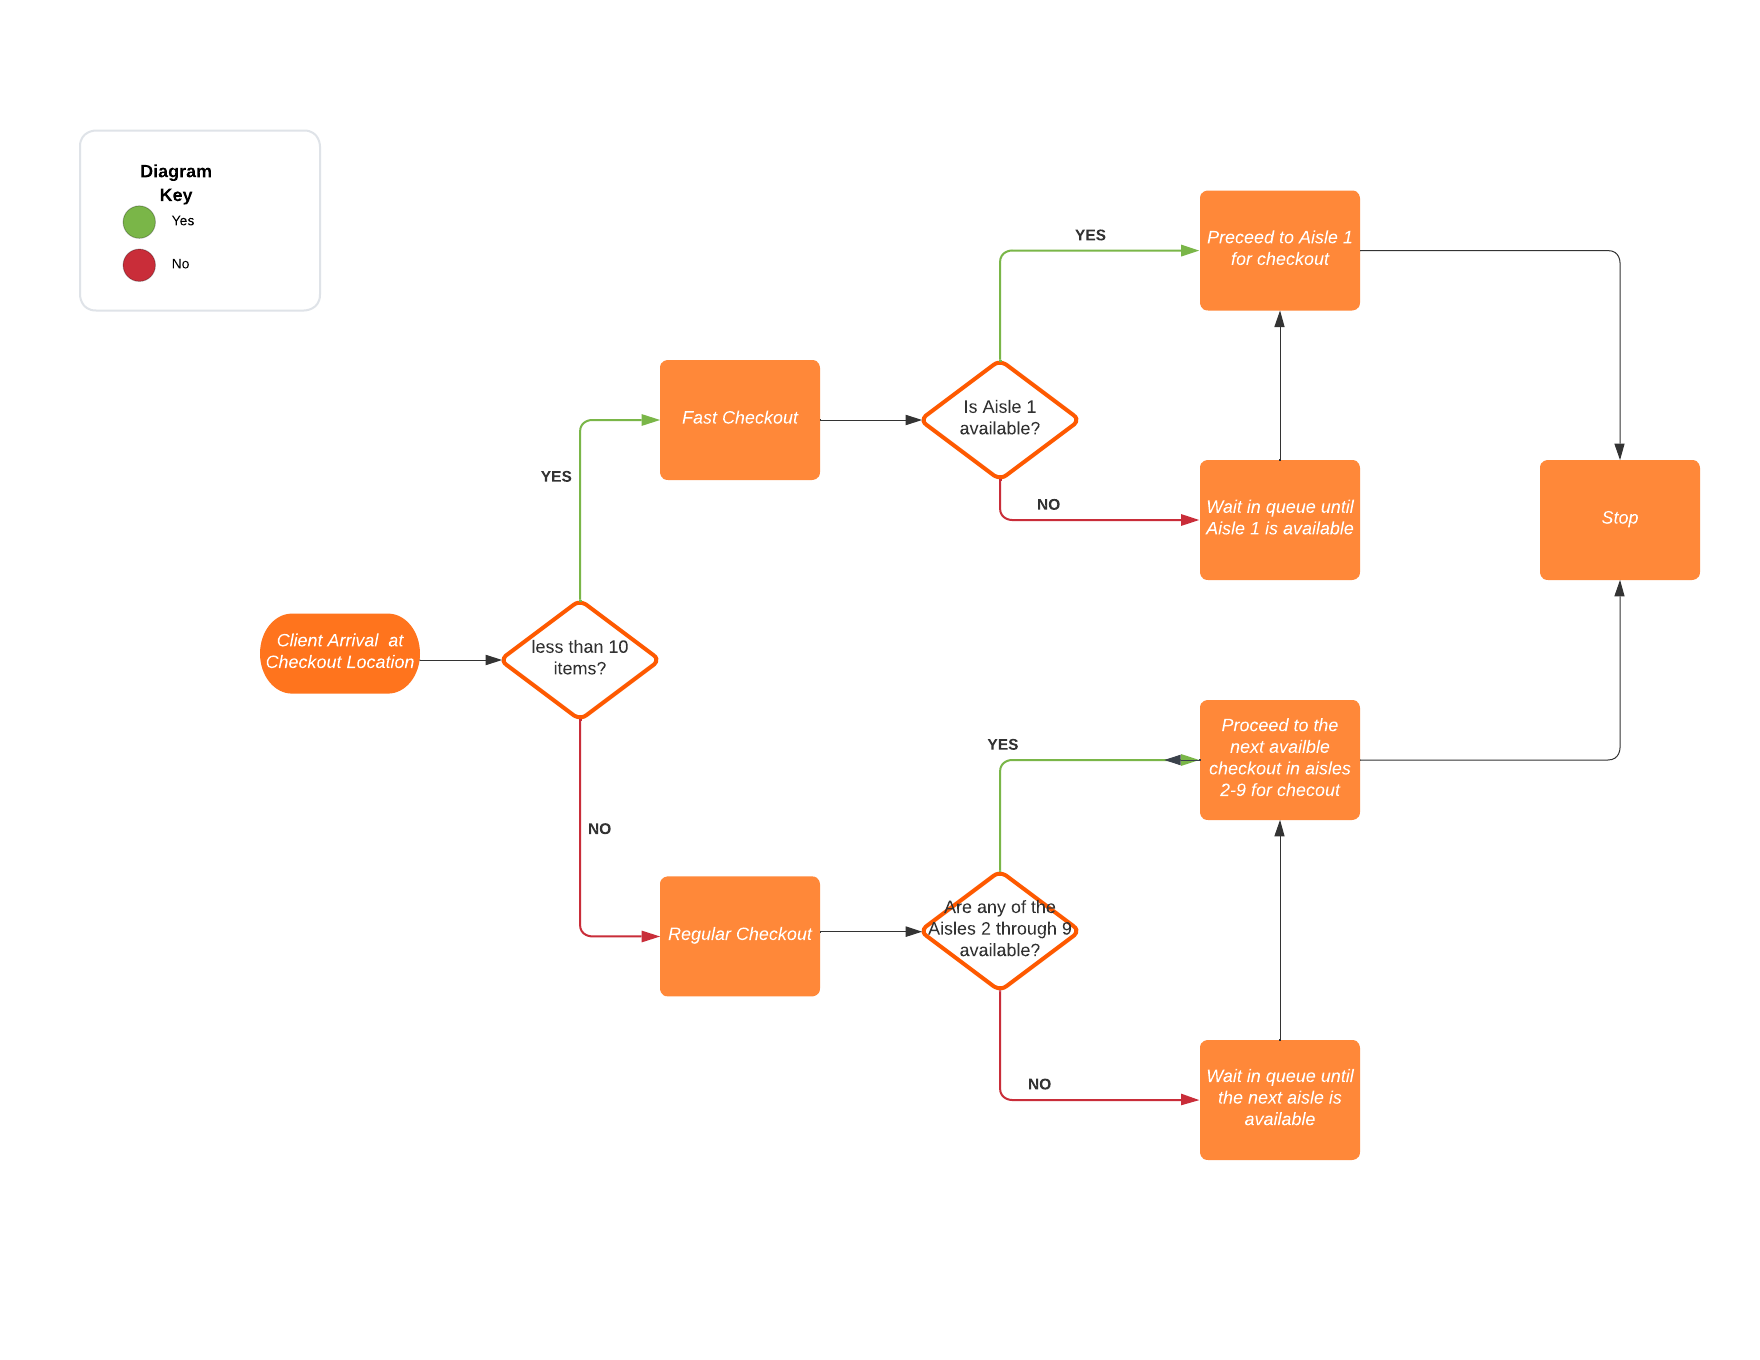 Diagram
Key
Yes
No
Client Arrival  at
Checkout Location
less than 10
items?
YES
NO
Fast Checkout
Is Aisle 1
available?
YES
NO
Preceed to Aisle 1
for checkout
Wait in queue until
Aisle 1 is available
Stop
Regular Checkout
Are any of the
Aisles 2 through 9
available?
YES
NO
Proceed to the
next availble
checkout in aisles
2-9 for checout
Wait in queue until
the next aisle is
available